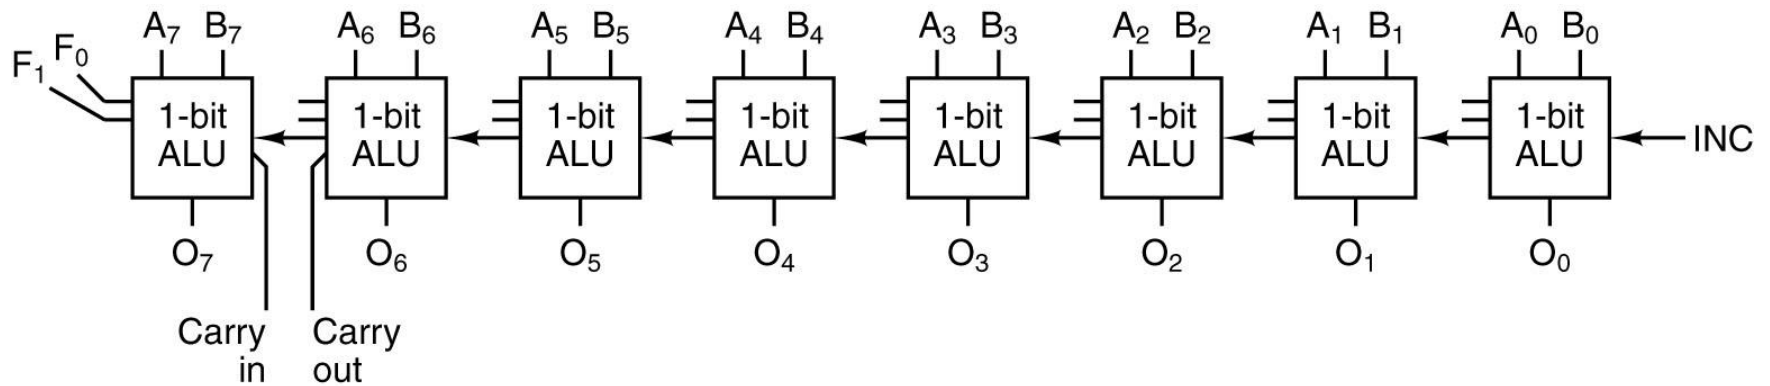 A₇ B₇ A₆ B₆ A₅ B₅ A₄ B₄ A₃ B₃ A₂ B₂ A₁ B₁ A₀ B₀
F₁ F₀
1-bit ALU
1-bit ALU
1-bit ALU
1-bit ALU
1-bit ALU
1-bit ALU
1-bit ALU
1-bit ALU
INC
O₇ O₆ O₅ O₄ O₃ O₂ O₁ O₀
Carry in
Carry out